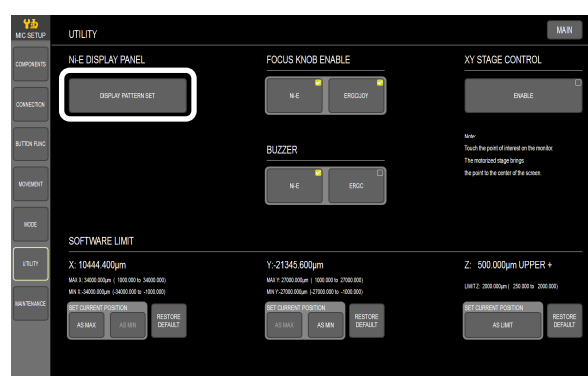 MIC SETUP
UTILITY
MAIN
COMPONENTS
CONNECTION
BUTTON FUNC
MOVEMENT
MODE
UTILITY
MAINTENANCE
Ni-E DISPLAY PANEL
DISPLAY PATTERN SET
FOCUS KNOB ENABLE
Ni-E
ERGOJOY
XY STAGE CONTROL
ENABLE
Note:
Touch the point of interest on the monitor.
The motorized stage brings
the point to the center of the screen.
BUZZER
Ni-E
ERGC
SOFTWARE LIMIT
X: 10444.400μm
MAX X: 34000.000μm ( 1000.000 to 34000.000)
MIN X:-34000.000μm (-34000.000 to -1000.000)
SET CURRENT POSITION
AS MAX
AS MIN
RESTORE
DEFAULT
Y:-21345.600μm
MAX Y: 27000.000μm ( 1000.000 to 27000.000)
MIN Y:-27000.000μm (-27000.000 to -1000.000)
SET CURRENT POSITION
AS MAX
AS MIN
RESTORE
DEFAULT
Z: 500.000μm UPPER +
LIMIT Z: 2000.000μm ( 250.000 to 2000.000)
SET CURRENT POSITION
AS LIMIT
RESTORE
DEFAULT